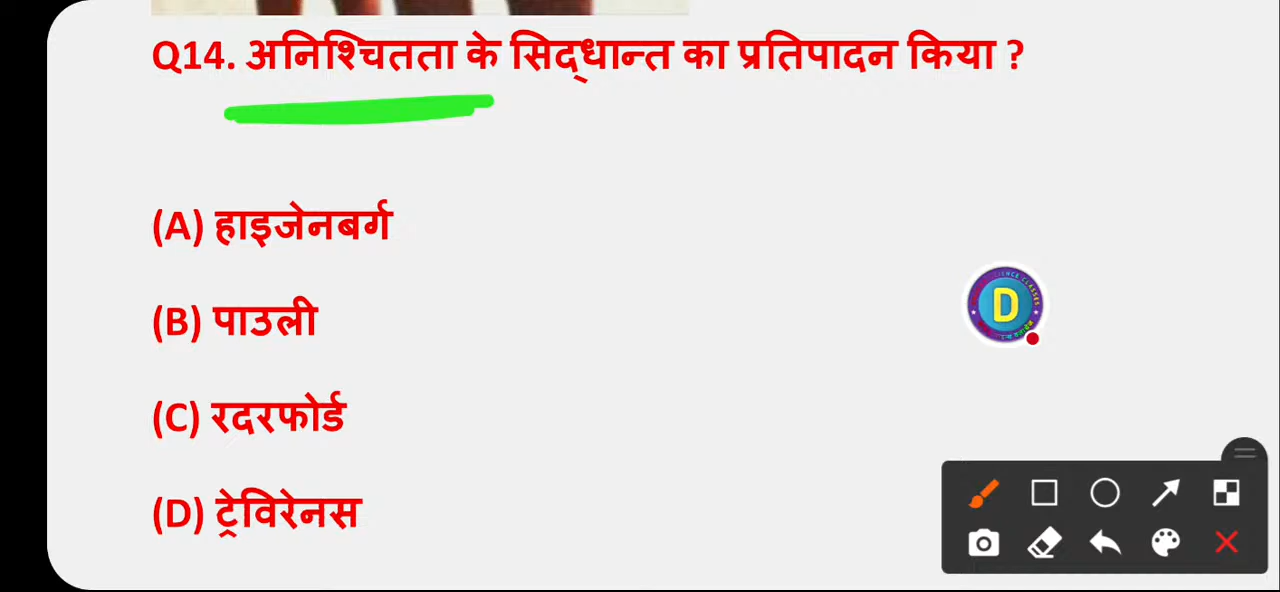 Q14. अनिश्चितता के सिद्धान्त का प्रतिपादन किया ?
(A) हाइजेनबर्ग
(B) पाउली
(C) रदरफोर्ड
(D) ट्रेविरेनस
D